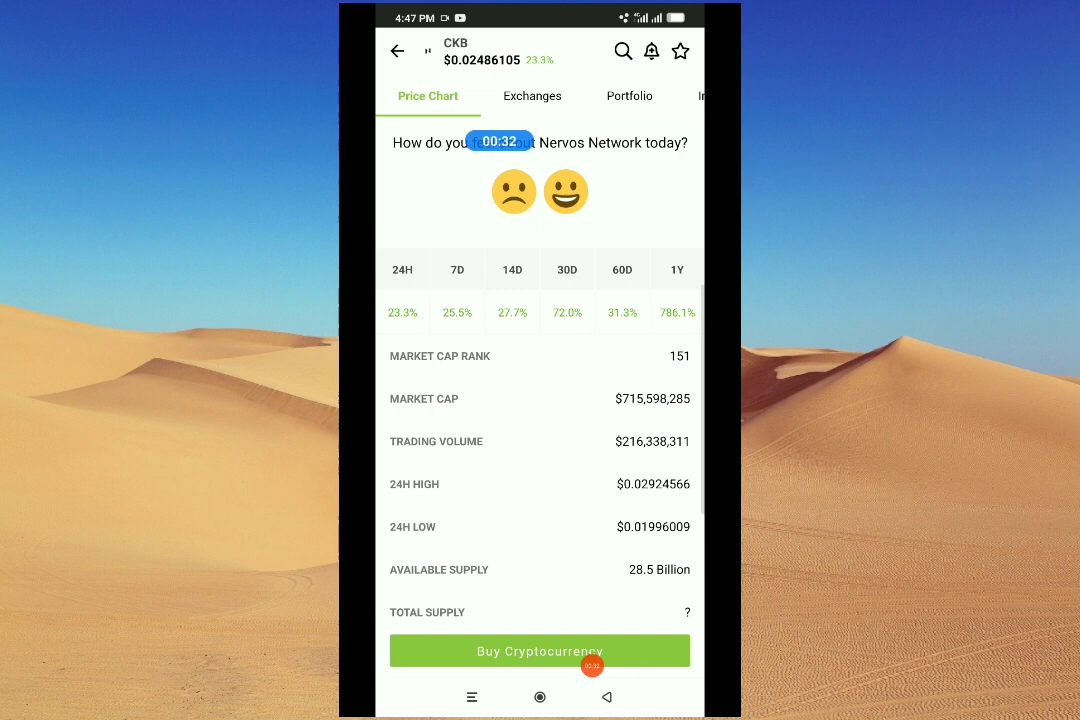 4:47 PM 4G
CKB
$0.02486105 23.3%
Price Chart Exchanges Portfolio
How do you Nervos Network today?
00:32
24H 7D 14D 30D 60D 1Y
23.3% 25.5% 27.7% 72.0% 31.3% 786.1%
MARKET CAP RANK 151
MARKET CAP $715,598,285
TRADING VOLUME $216,338,311
24H HIGH $0.02924566
24H LOW $0.01996009
AVAILABLE SUPPLY 28.5 Billion
TOTAL SUPPLY ?
Buy Cryptocurrency
00:32